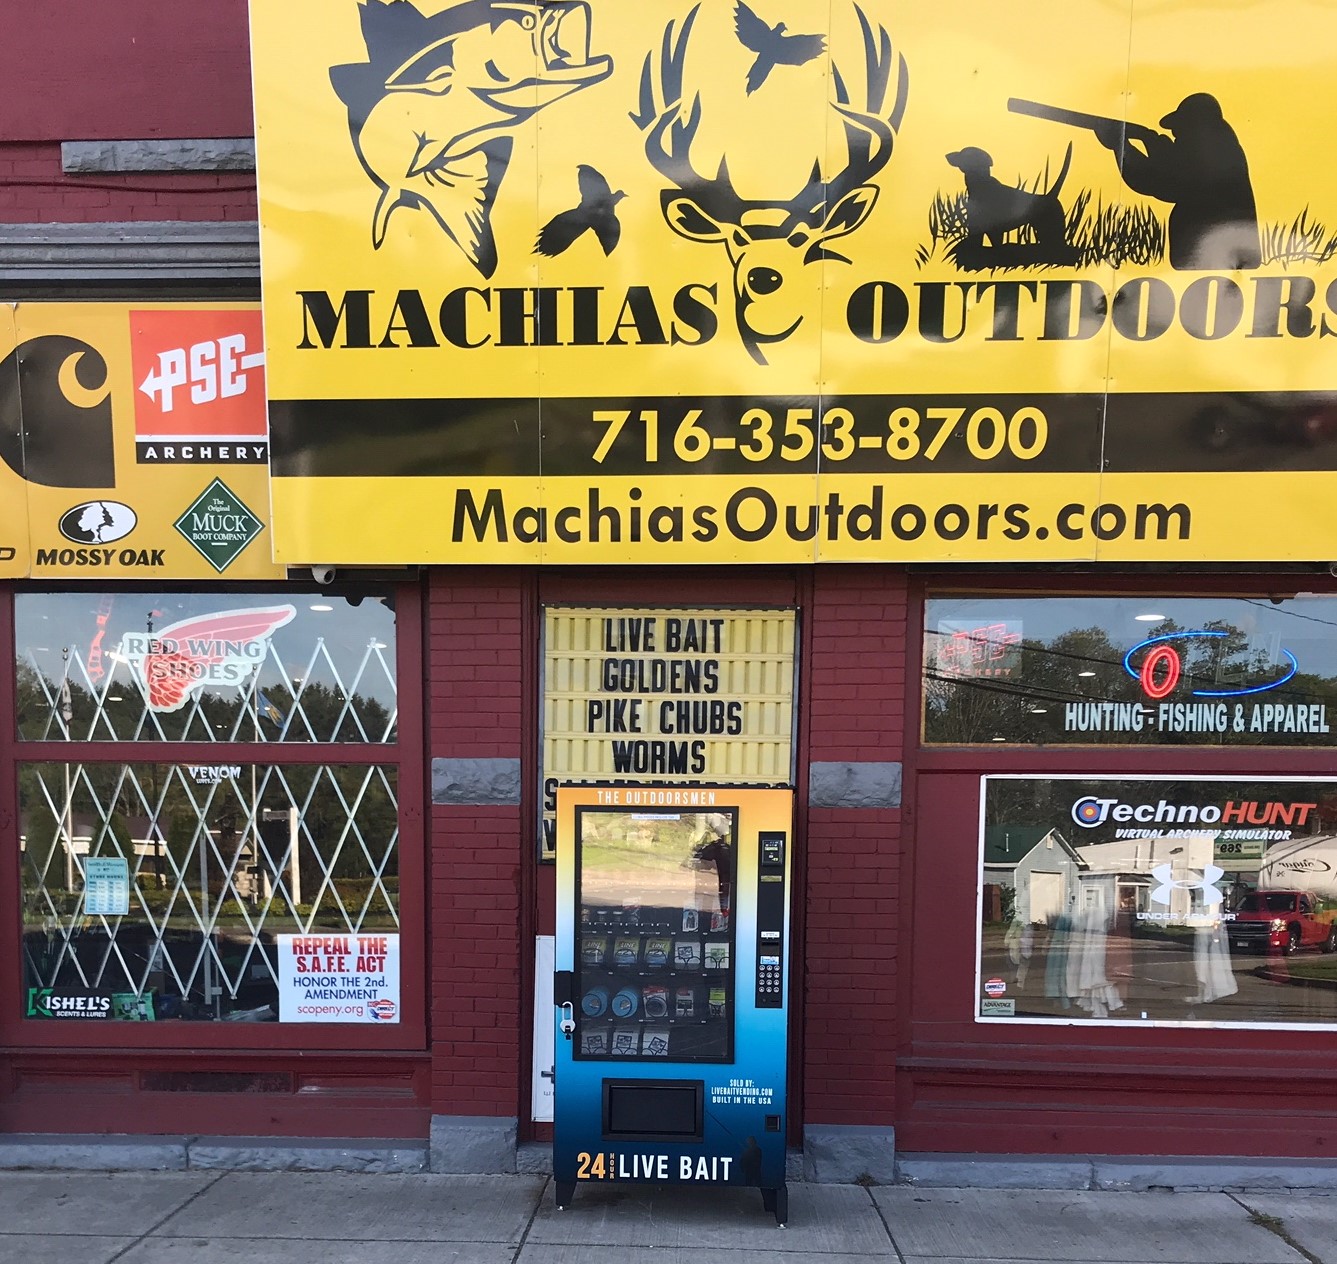 MACHIAS OUTDOORS
716-353-8700
MachiasOutdoors.com
PSE
ARCHERY
MOSSY OAK
The
Original
MUCK
BOOT COMPANY
RED WING
SHOES
VENOM
REPEAL THE
S.A.F.E. ACT
HONOR THE 2nd.
AMENDMENT
scopeny.org
KISHEL'S
SCENTS & LURES
LIVE BAIT
GOLDENS
PIKE CHUBS
WORMS
THE OUTDOORSMEN
SOLD BY:
LIVEBAITVENDING.COM
BUILT IN THE USA
24 HOUR LIVE BAIT
PSE
ARCHERY
HUNTING - FISHING & APPAREL
TechnoHUNT
VIRTUAL ARCHERY SIMULATOR
UNDER ARMOUR